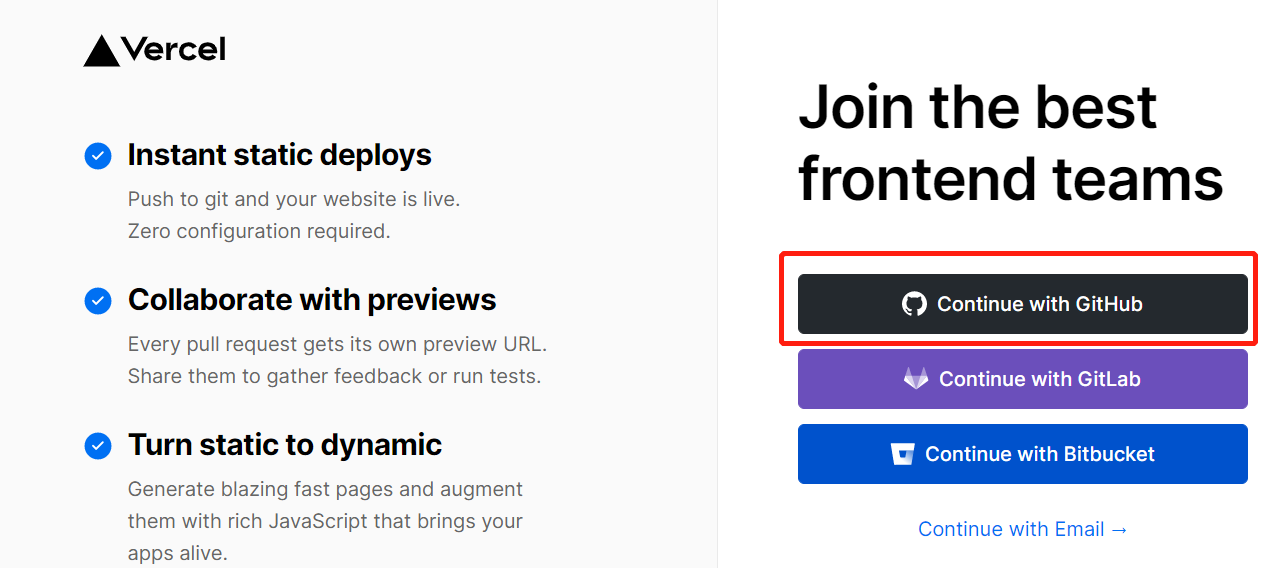 Vercel
Instant static deploys
Push to git and your website is live.
Zero configuration required.
Collaborate with previews
Every pull request gets its own preview URL.
Share them to gather feedback or run tests.
Turn static to dynamic
Generate blazing fast pages and augment
them with rich JavaScript that brings your
apps alive.
Join the best
frontend teams
Continue with GitHub
Continue with GitLab
Continue with Bitbucket
Continue with Email →